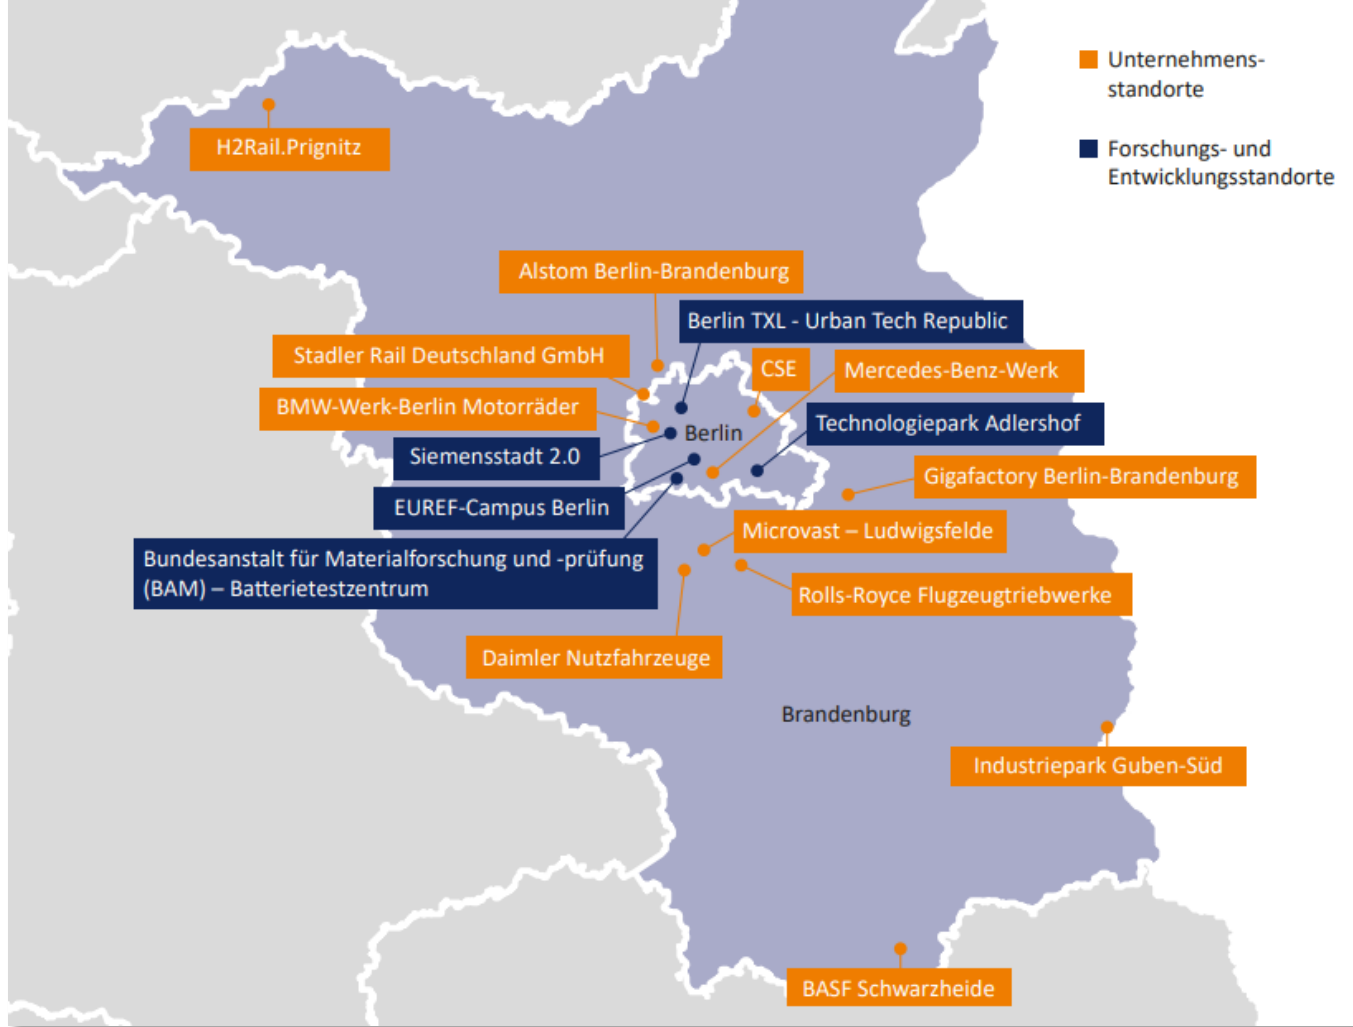 Unternehmens-
standorte
Forschungs- und
Entwicklungsstandorte
H2Rail.Prignitz
Alstom Berlin-Brandenburg
Berlin TXL - Urban Tech Republic
Stadler Rail Deutschland GmbH
CSE
Mercedes-Benz-Werk
BMW-Werk-Berlin Motorräder
Technologiepark Adlershof
Berlin
Siemensstadt 2.0
Gigafactory Berlin-Brandenburg
EUREF-Campus Berlin
Microvast – Ludwigsfelde
Bundesanstalt für Materialforschung und -prüfung
(BAM) – Batterietestzentrum
Rolls-Royce Flugzeugtriebwerke
Daimler Nutzfahrzeuge
Brandenburg
Industriepark Guben-Süd
BASF Schwarzheide